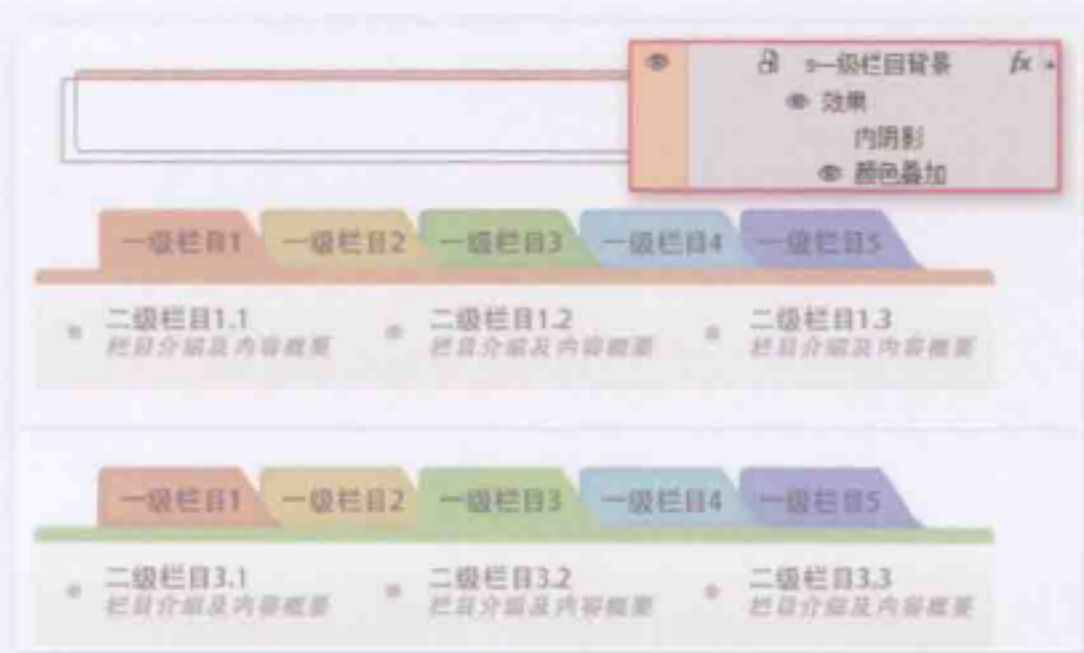 s一级栏目背景 fx
效果
内阴影
颜色叠加
一级栏目1 一级栏目2 一级栏目3 一级栏目4 一级栏目5
二级栏目1.1 二级栏目1.2 二级栏目1.3
栏目介绍及内容概要 栏目介绍及内容概要 栏目介绍及内容概要
一级栏目1 一级栏目2 一级栏目3 一级栏目4 一级栏目5
二级栏目3.1 二级栏目3.2 二级栏目3.3
栏目介绍及内容概要 栏目介绍及内容概要 栏目介绍及内容概要